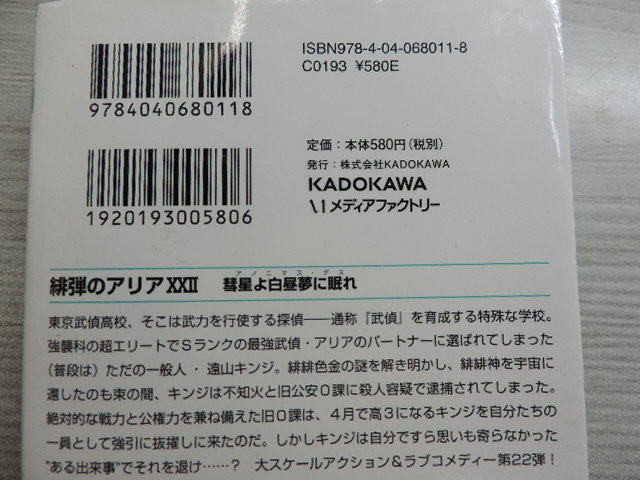 ISBN978-4-04-068011-8
C0193 ¥580E
9784040680118
定価：本体580円(税別)
発行：株式会社KADOKAWA
KADOKAWA
メディアファクトリー
1920193005806
アノニマス・デス
緋弾のアリアXXII 彗星よ白昼夢に眠れ
東京武偵高校、そこは武力を行使する探偵——通称『武偵』を育成する特殊な学校。
強襲科の超エリートでSランクの最強武偵・アリアのパートナーに選ばれてしまった
(普段は)ただの一般人・遠山キンジ。緋緋色金の謎を解き明かし、緋緋神を宇宙に
還したのも束の間、キンジは不知火と旧公安0課に殺人容疑で逮捕されてしまった。
絶対的な戦力と公権力を兼ね備えた旧0課は、4月で高3になるキンジを自分たちの
一員として強引に抜擢しに来たのだ。しかしキンジは自分ですら思いも寄らなかった
"ある出来事"でそれを退け……？ 大スケールアクション&ラブコメディー第22弾！